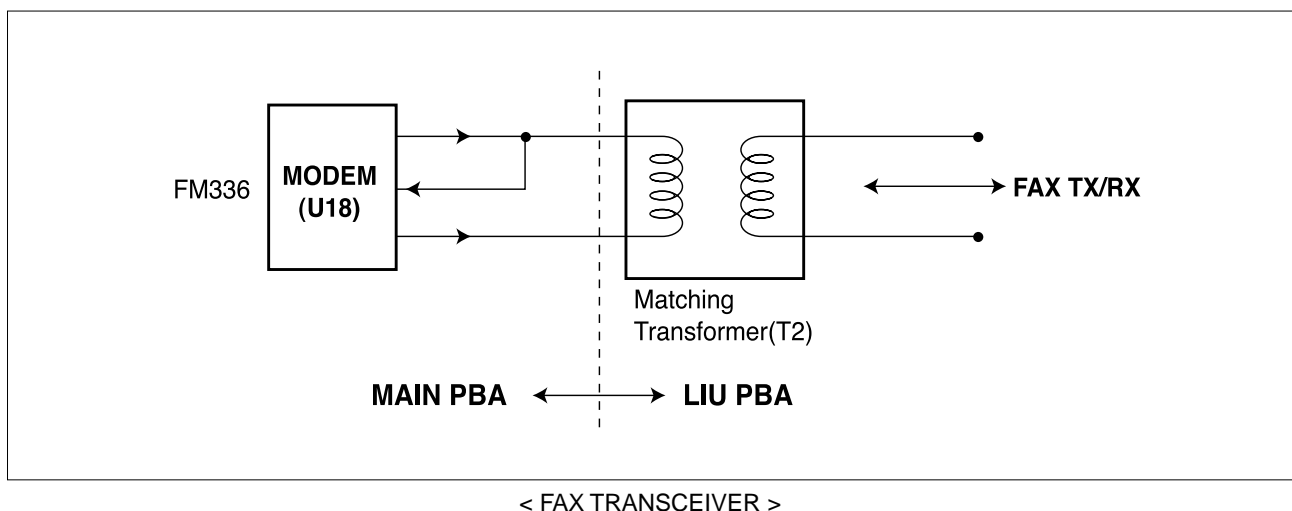 FM336
MODEM
(U18)
FAX TX/RX
Matching
Transformer(T2)
MAIN PBA
LIU PBA
< FAX TRANSCEIVER >